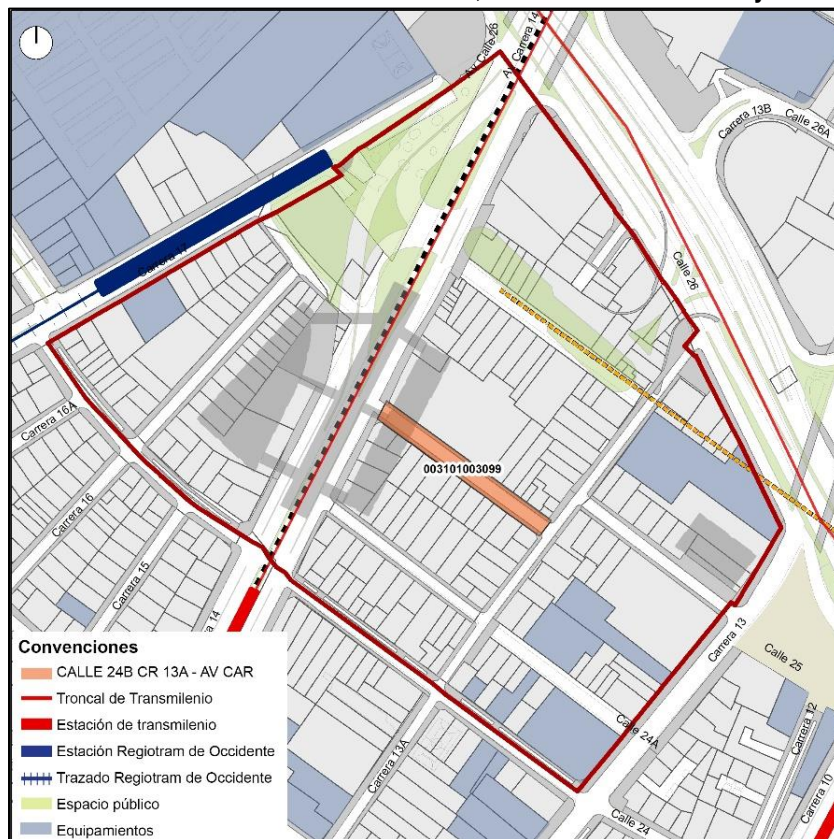 Av Calle 26
Av Carrera 14
Carrera 13B
Calle 26A
Carrera 17
Calle 26
Carrera 16A
003101003099
Carrera 16
Carrera 15
14
Carrera 13
Calle 25
Calle 24A
Carrera 12
Carrera 13A
Carrera 10
Calle 24
Convenciones
CALLE 24B CR 13A - AV CAR
Troncal de Transmilenio
Estación de transmilenio
Estación Regiotram de Occidente
Trazado Regiotram de Occidente
Espacio público
Equipamientos